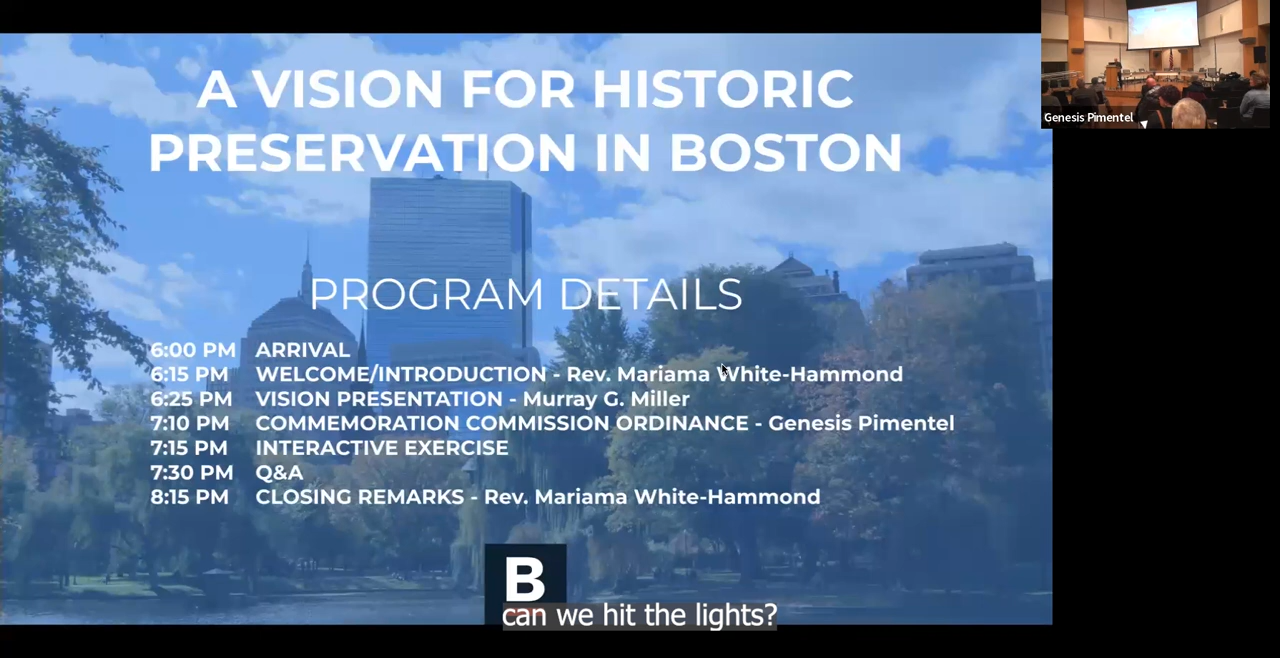 A VISION FOR HISTORIC
PRESERVATION IN BOSTON
Genesis Pimentel
PROGRAM DETAILS
6:00 PM ARRIVAL
6:15 PM WELCOME/INTRODUCTION - Rev. Mariama White-Hammond
6:25 PM VISION PRESENTATION - Murray G. Miller
7:10 PM COMMEMORATION COMMISSION ORDINANCE - Genesis Pimentel
7:15 PM INTERACTIVE EXERCISE
7:30 PM Q&A
8:15 PM CLOSING REMARKS - Rev. Mariama White-Hammond
B
can we hit the lights?